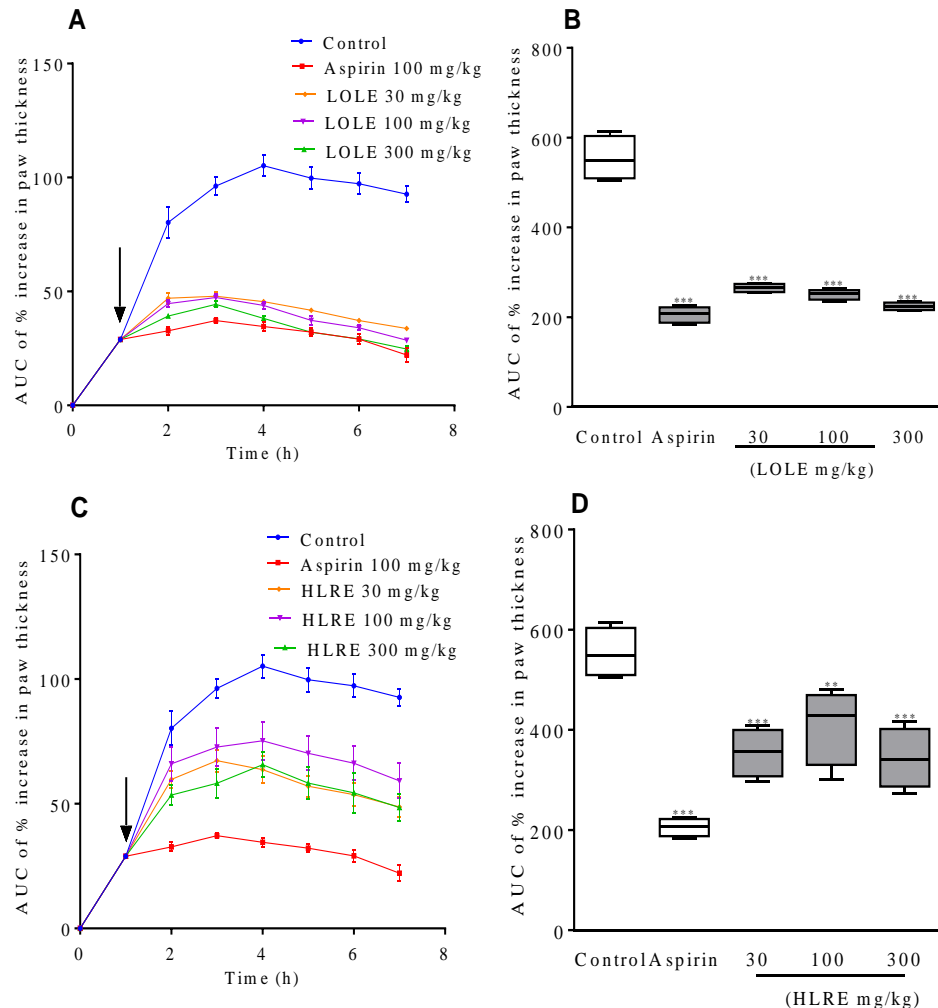 A
Control
Aspirin 100 mg/kg
LOLE 30 mg/kg
LOLE 100 mg/kg
LOLE 300 mg/kg
AUC of % increase in paw thickness
150
100
50
0
0 2 4 6 8
Time (h)
B
AUC of % increase in paw thickness
800
600
400
200
0
***
***
***
***
Control Aspirin 30 100 300
(LOLE mg/kg)
C
Control
Aspirin 100 mg/kg
HLRE 30 mg/kg
HLRE 100 mg/kg
HLRE 300 mg/kg
AUC of % increase in paw thickness
150
100
50
0
0 2 4 6 8
Time (h)
D
AUC of % increase in paw thickness
800
600
400
200
0
***
***
**
***
Control Aspirin 30 100 300
(HLRE mg/kg)